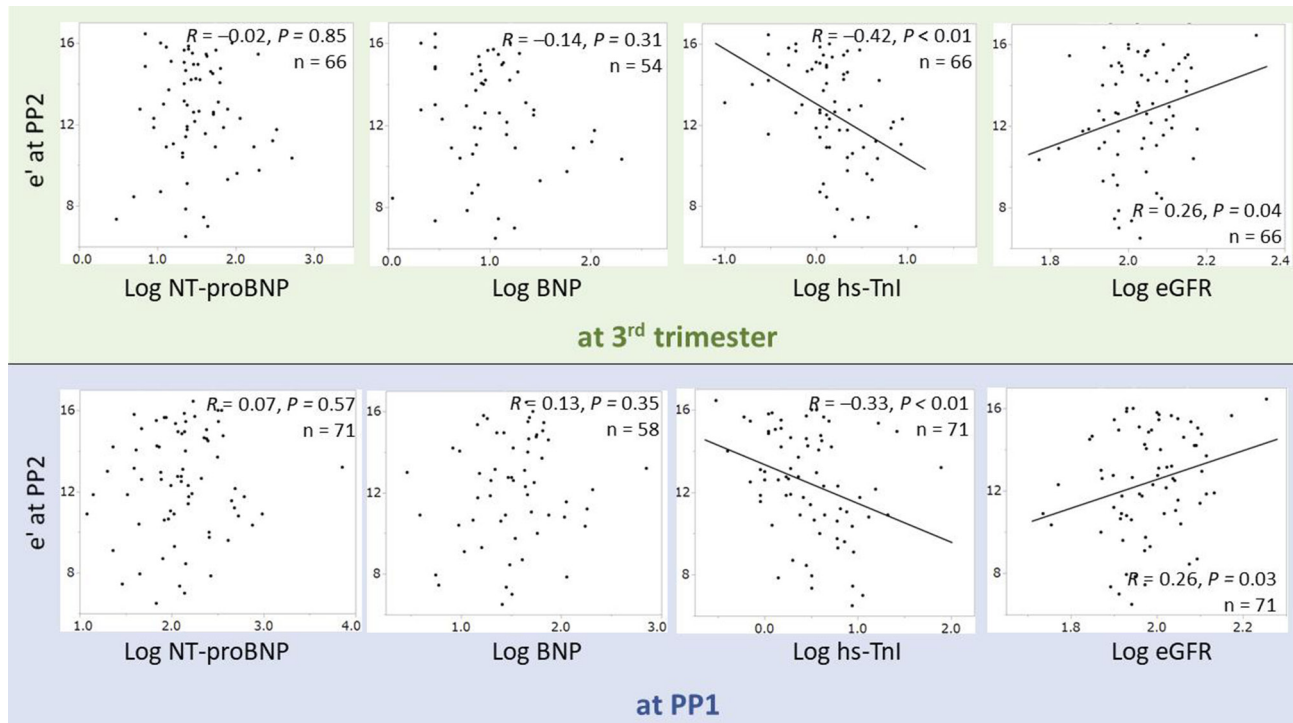 R = –0.02, P = 0.85
n = 66
R = –0.14, P = 0.31
n = 54
R = –0.42, P < 0.01
n = 66
R = 0.26, P = 0.04
n = 66
e' at PP2
16
12
8
0.0 1.0 2.0 3.0
Log NT-proBNP
16
12
8
0.0 1.0 2.0
Log BNP
16
12
8
-1.0 0.0 1.0
Log hs-TnI
16
12
8
1.8 2.0 2.2 2.4
Log eGFR
at 3rd trimester
R = 0.07, P = 0.57
n = 71
R = 0.13, P = 0.35
n = 58
R = –0.33, P < 0.01
n = 71
R = 0.26, P = 0.03
n = 71
e' at PP2
16
12
8
1.0 2.0 3.0 4.0
Log NT-proBNP
16
12
8
1.0 2.0 3.0
Log BNP
16
12
8
0.0 1.0 2.0
Log hs-TnI
16
12
8
1.8 2.0 2.2
Log eGFR
at PP1